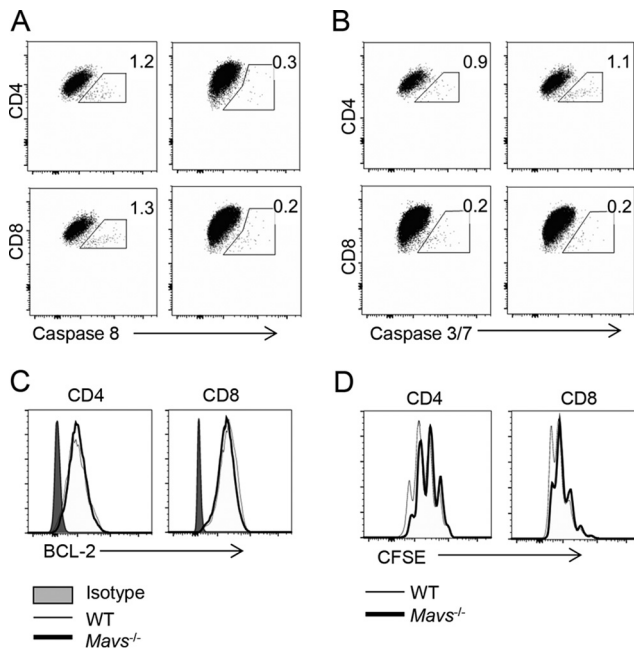 A
B
1.2
0.3
0.9
1.1
CD4
CD4
1.3
0.2
0.2
0.2
CD8
CD8
Caspase 8
Caspase 3/7
C
D
CD4
CD8
CD4
CD8
BCL-2
CFSE
Isotype
WT
Mavs-/-
WT
Mavs-/-